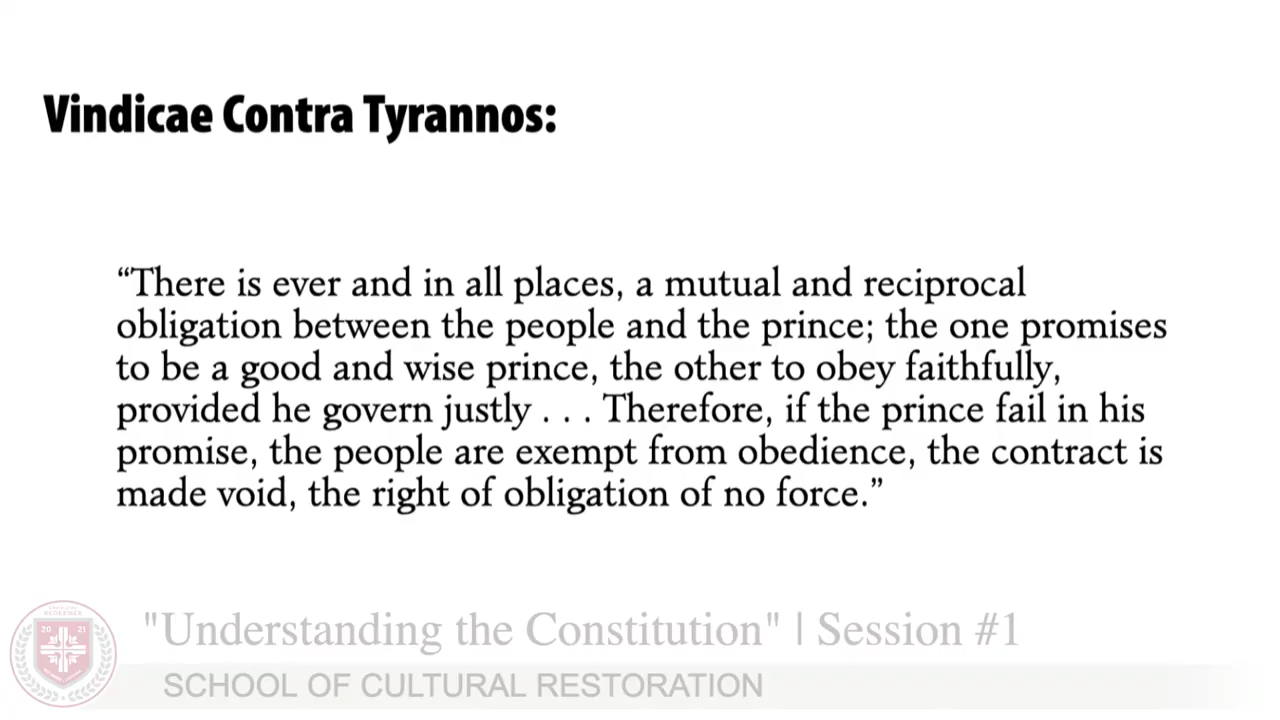 Vindicae Contra Tyrannos:
“There is ever and in all places, a mutual and reciprocal
obligation between the people and the prince; the one promises
to be a good and wise prince, the other to obey faithfully,
provided he govern justly . . . Therefore, if the prince fail in his
promise, the people are exempt from obedience, the contract is
made void, the right of obligation of no force.”
REDEEMER
20 21
"Understanding the Constitution" | Session #1
SCHOOL OF CULTURAL RESTORATION